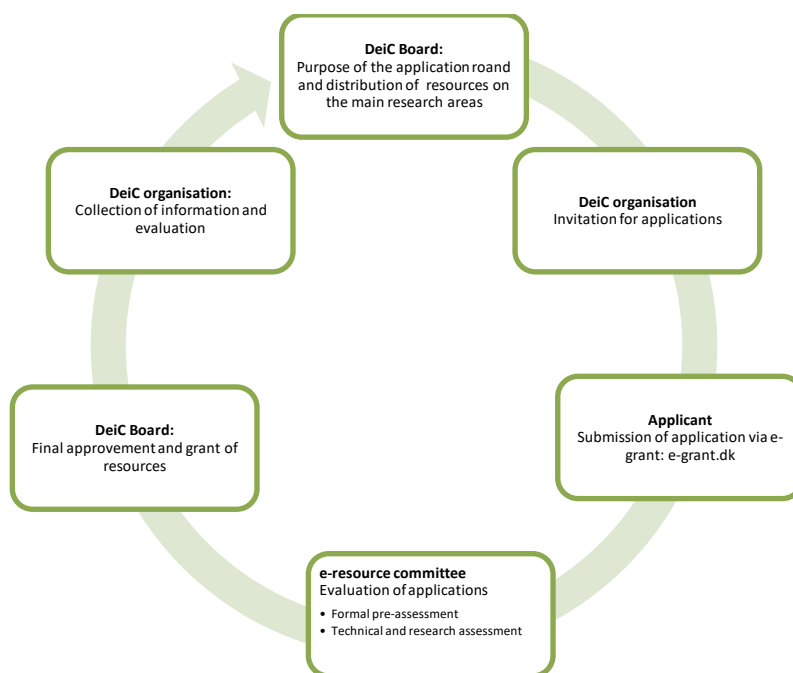 DeiC Board:
Purpose of the application roand
and distribution of resources on
the main research areas
DeiC organisation
Invitation for applications
Applicant
Submission of application via e-
grant: e-grant.dk
e-resource committee
Evaluation of applications
• Formal pre-assessment
• Technical and research assessment
DeiC Board:
Final approvement and grant of
resources
DeiC organisation:
Collection of information and
evaluation